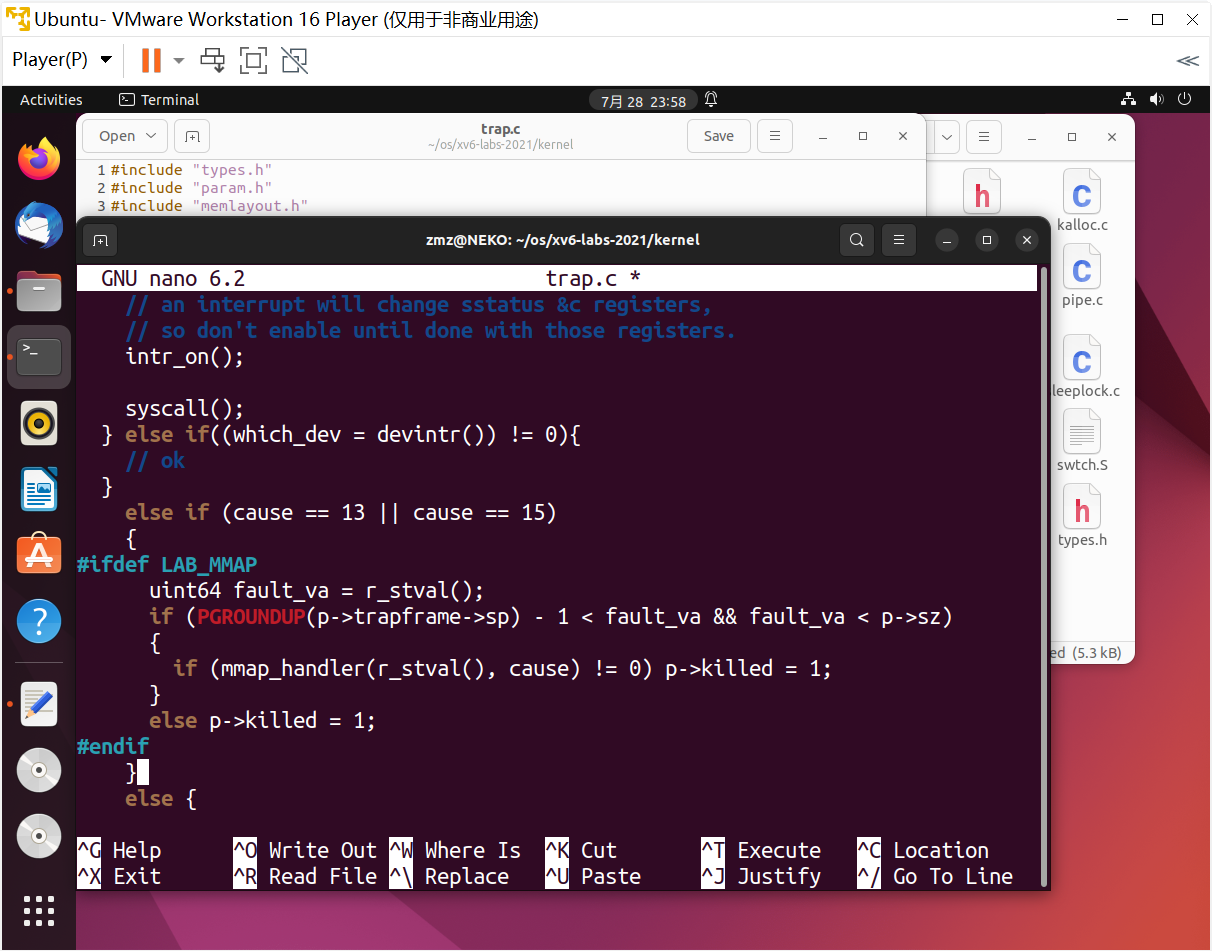 Ubuntu- VMware Workstation 16 Player (仅用于非商业用途)
Player(P)
Activities
Terminal
7月 28 23:58
Open
trap.c
~/os/xv6-labs-2021/kernel
Save
1 #include "types.h"
2 #include "param.h"
3 #include "memlayout.h"
h
C
kalloc.c
C
pipe.c
C
leeplock.c
swtch.S
h
types.h
ed (5.3 kB)
zmz@NEKO: ~/os/xv6-labs-2021/kernel
GNU nano 6.2 trap.c *
// an interrupt will change sstatus &c registers,
// so don't enable until done with those registers.
intr_on();
syscall();
} else if((which_dev = devintr()) != 0){
// ok
}
else if (cause == 13 || cause == 15)
{
#ifdef LAB_MMAP
uint64 fault_va = r_stval();
if (PGROUNDUP(p->trapframe->sp) - 1 < fault_va && fault_va < p->sz)
{
if (mmap_handler(r_stval(), cause) != 0) p->killed = 1;
}
else p->killed = 1;
#endif
}
else {
^G Help ^O Write Out ^W Where Is ^K Cut ^T Execute ^C Location
^X Exit ^R Read File ^\ Replace ^U Paste ^J Justify ^/ Go To Line